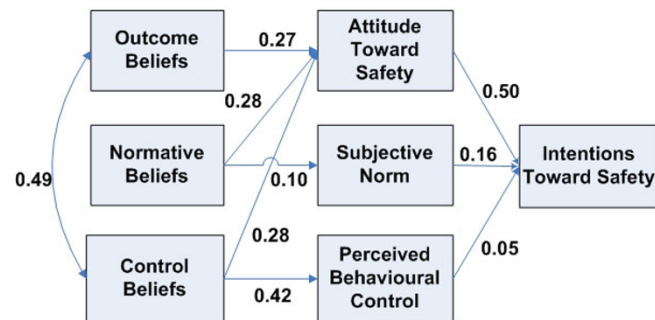 Outcome
Beliefs
0.27
Attitude
Toward
Safety
0.28
0.50
Normative
Beliefs
0.10
Subjective
Norm
0.16
Intentions
Toward Safety
0.49
0.28
0.05
Control
Beliefs
0.42
Perceived
Behavioural
Control